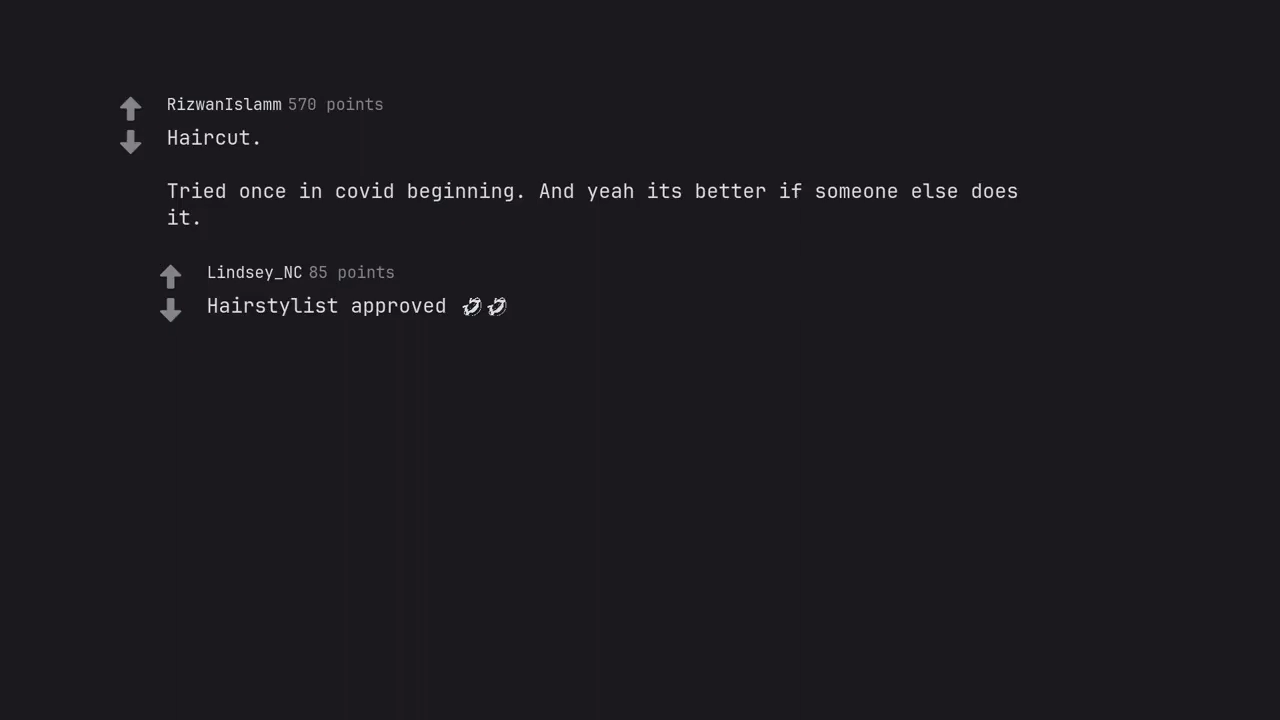 RizwanIslamm 570 points
Haircut.
Tried once in covid beginning. And yeah its better if someone else does
it.
Lindsey_NC 85 points
Hairstylist approved 🤣🤣